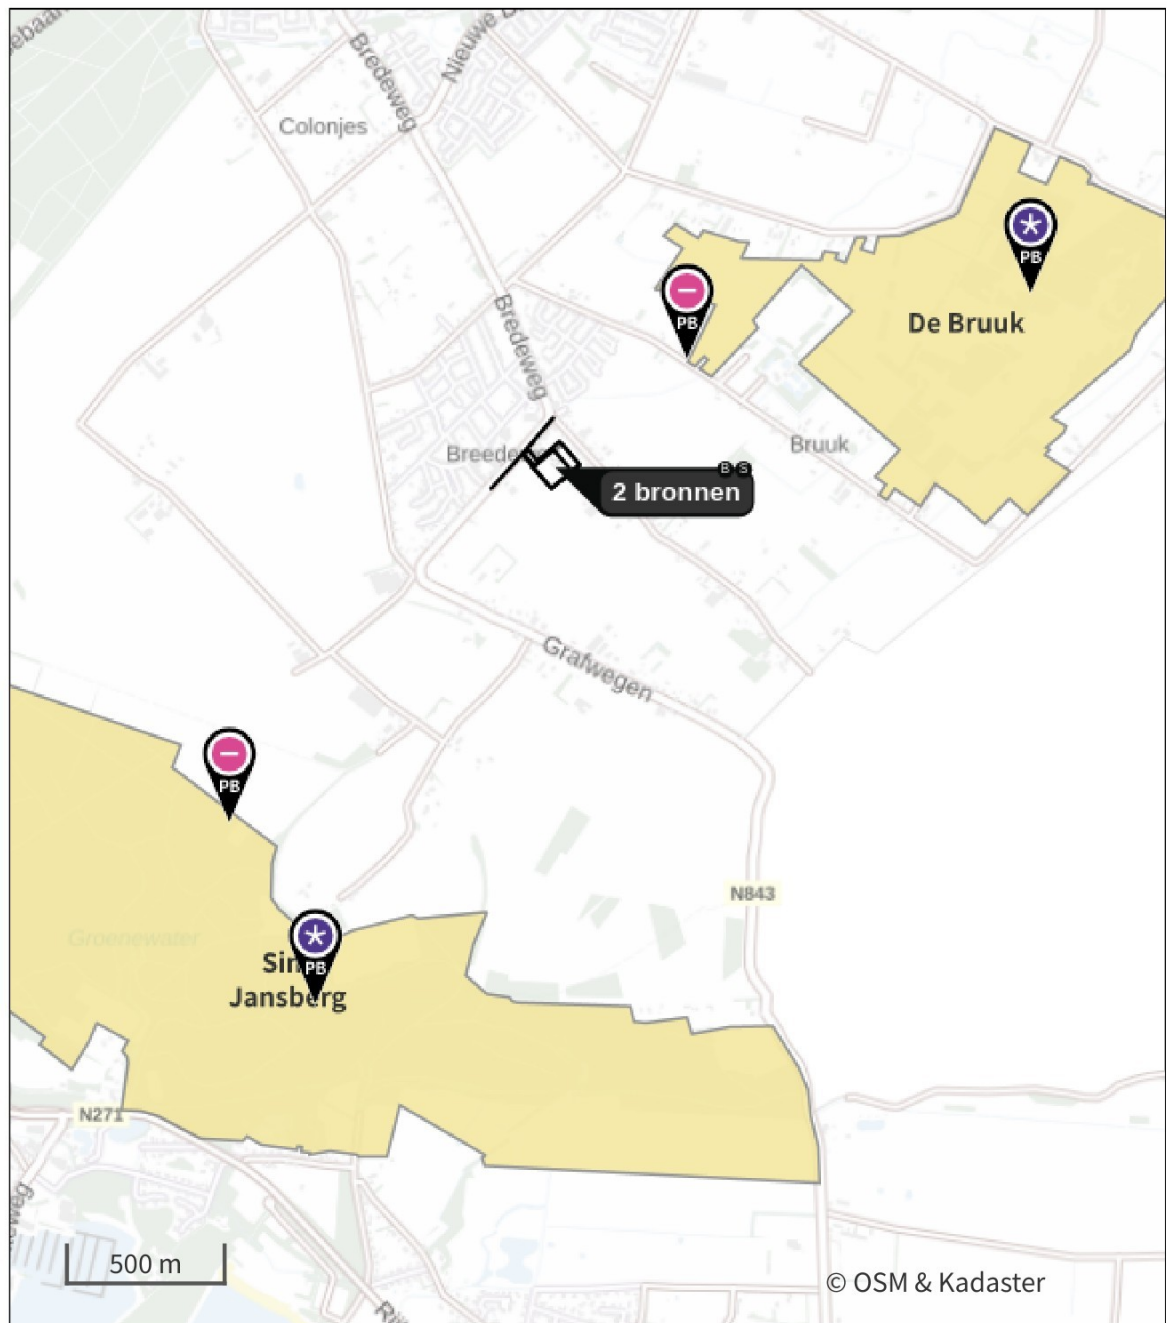 Bredeweg
Colonjes
PB
PB
De Bruuk
Bredeweg
Bruuk
B S
2 bronnen
Grafwegen
PB
N843
Groenewater
PB
Jansberg
N271
500 m
© OSM & Kadaster